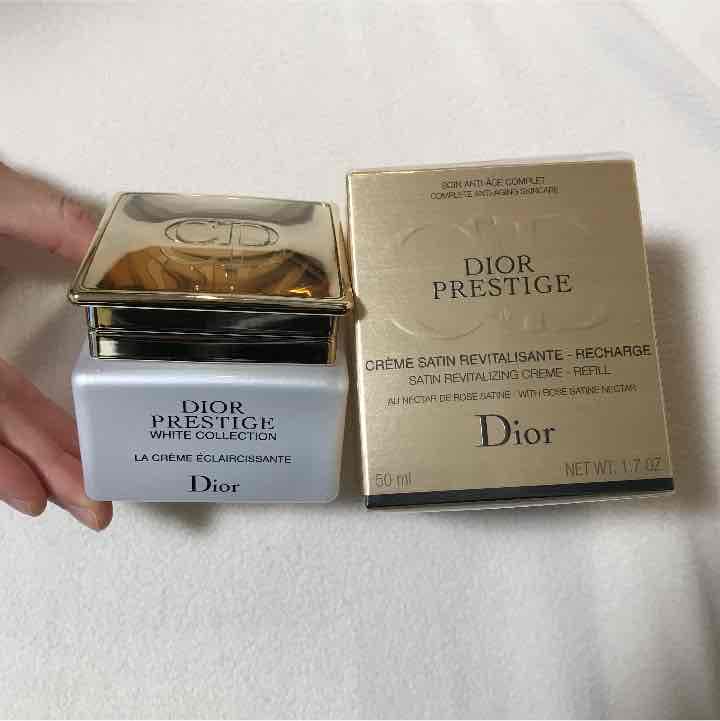 CD
DIOR
PRESTIGE
WHITE COLLECTION
LA CRÈME ÉCLAIRCISSANTE
Dior
SOIN ANTI-ÂGE COMPLET
COMPLETE ANTI-AGING SKINCARE
CD
DIOR
PRESTIGE
CRÈME SATIN REVITALISANTE - RECHARGE
SATIN REVITALIZING CREME - REFILL
AU NECTAR DE ROSE SATINE / WITH ROSE SATINE NECTAR
Dior
50 ml NET WT. 1.7 OZ